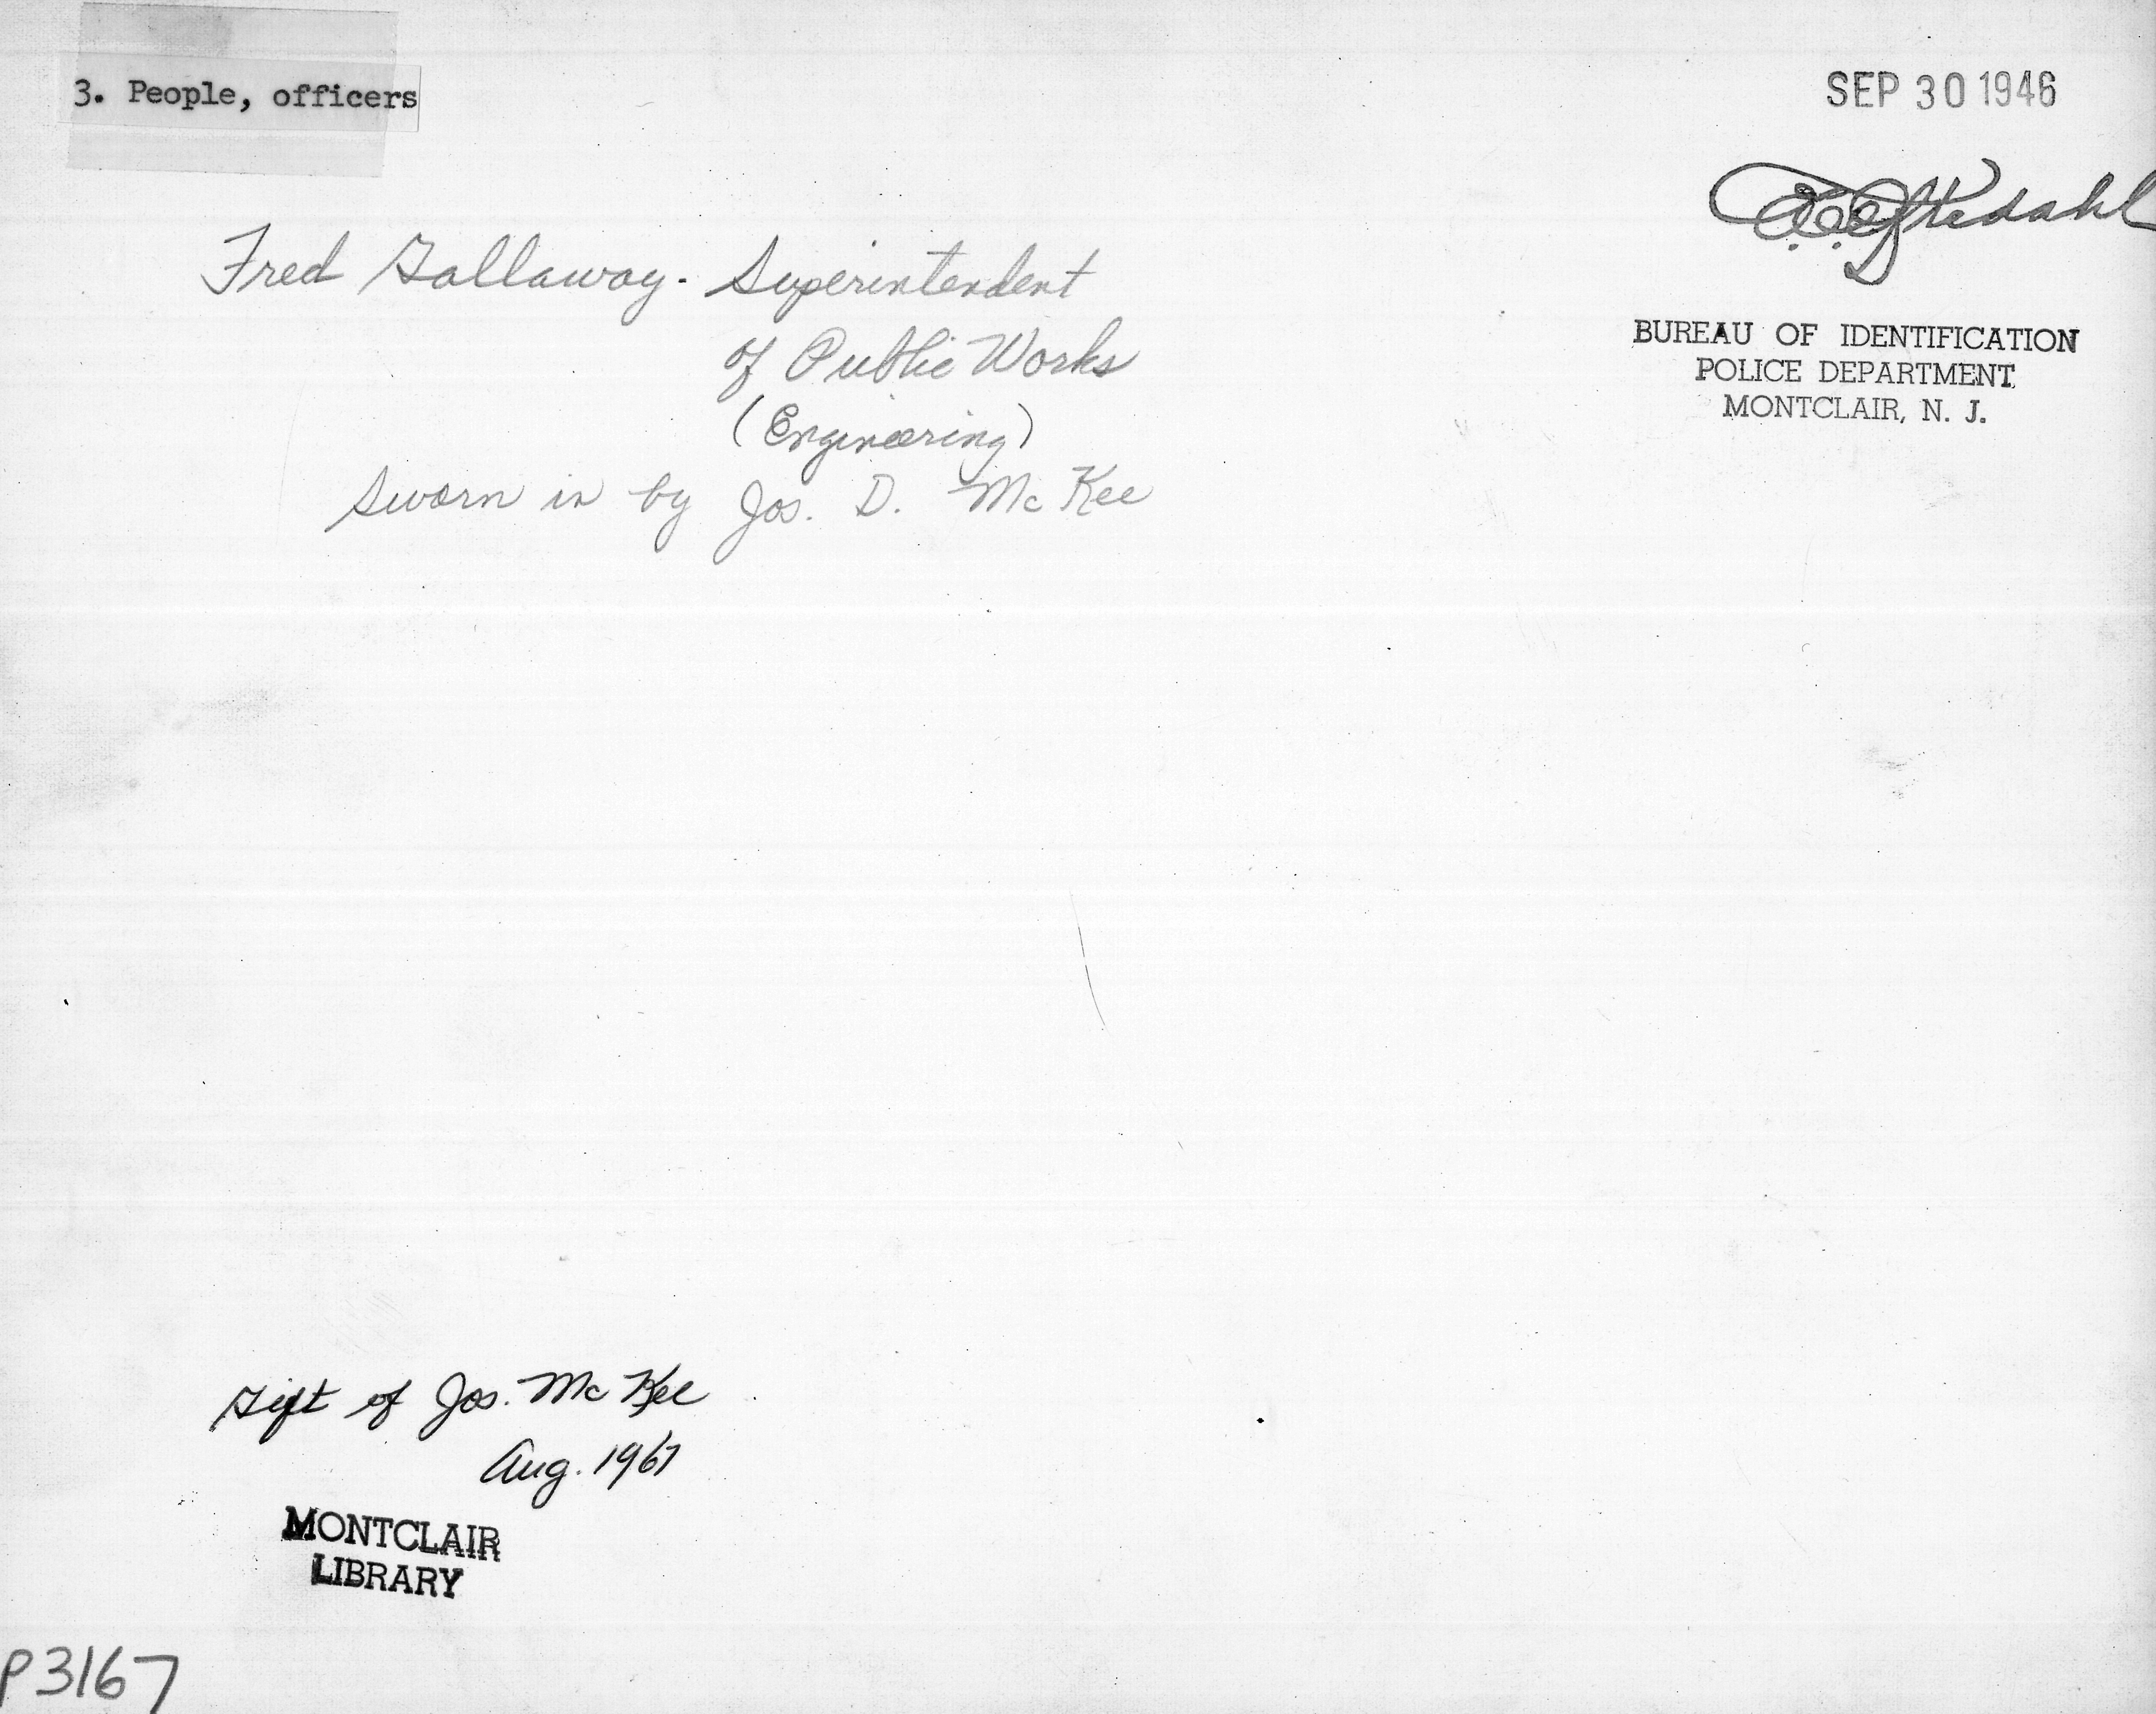 3. People, officers
SEP 30 1946
Fred Gallaway - Superintendent
of Public Works
(Engineering)
Sworn in by Jos. D. McKee
BUREAU OF IDENTIFICATION
POLICE DEPARTMENT
MONTCLAIR, N. J.
Gift of Jos. McKee
Aug. 1967
MONTCLAIR
LIBRARY
P3167